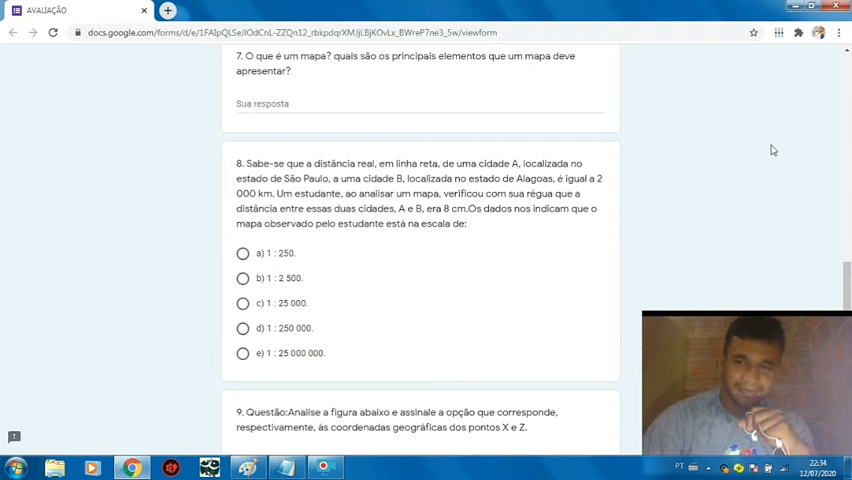 AVALIAÇÃO
docs.google.com/forms/d/e/1FAIpQLSeJIOdCnL-ZZQn12_rbkpdqrXMJjLBjKOvLx_BWreP7ne3_5w/viewform
7. O que é um mapa? quais são os principais elementos que um mapa deve
apresentar?
Sua resposta
8. Sabe-se que a distância real, em linha reta, de uma cidade A, localizada no
estado de São Paulo, a uma cidade B, localizada no estado de Alagoas, é igual a 2
000 km. Um estudante, ao analisar um mapa, verificou com sua régua que a
distância entre essas duas cidades, A e B, era 8 cm.Os dados nos indicam que o
mapa observado pelo estudante está na escala de:
a) 1 : 250.
b) 1 : 2 500.
c) 1 : 25 000.
d) 1 : 250 000.
e) 1 : 25 000 000.
9. Questão:Analise a figura abaixo e assinale a opção que corresponde,
respectivamente, às coordenadas geográficas dos pontos X e Z.
PT
22:34
12/07/2020